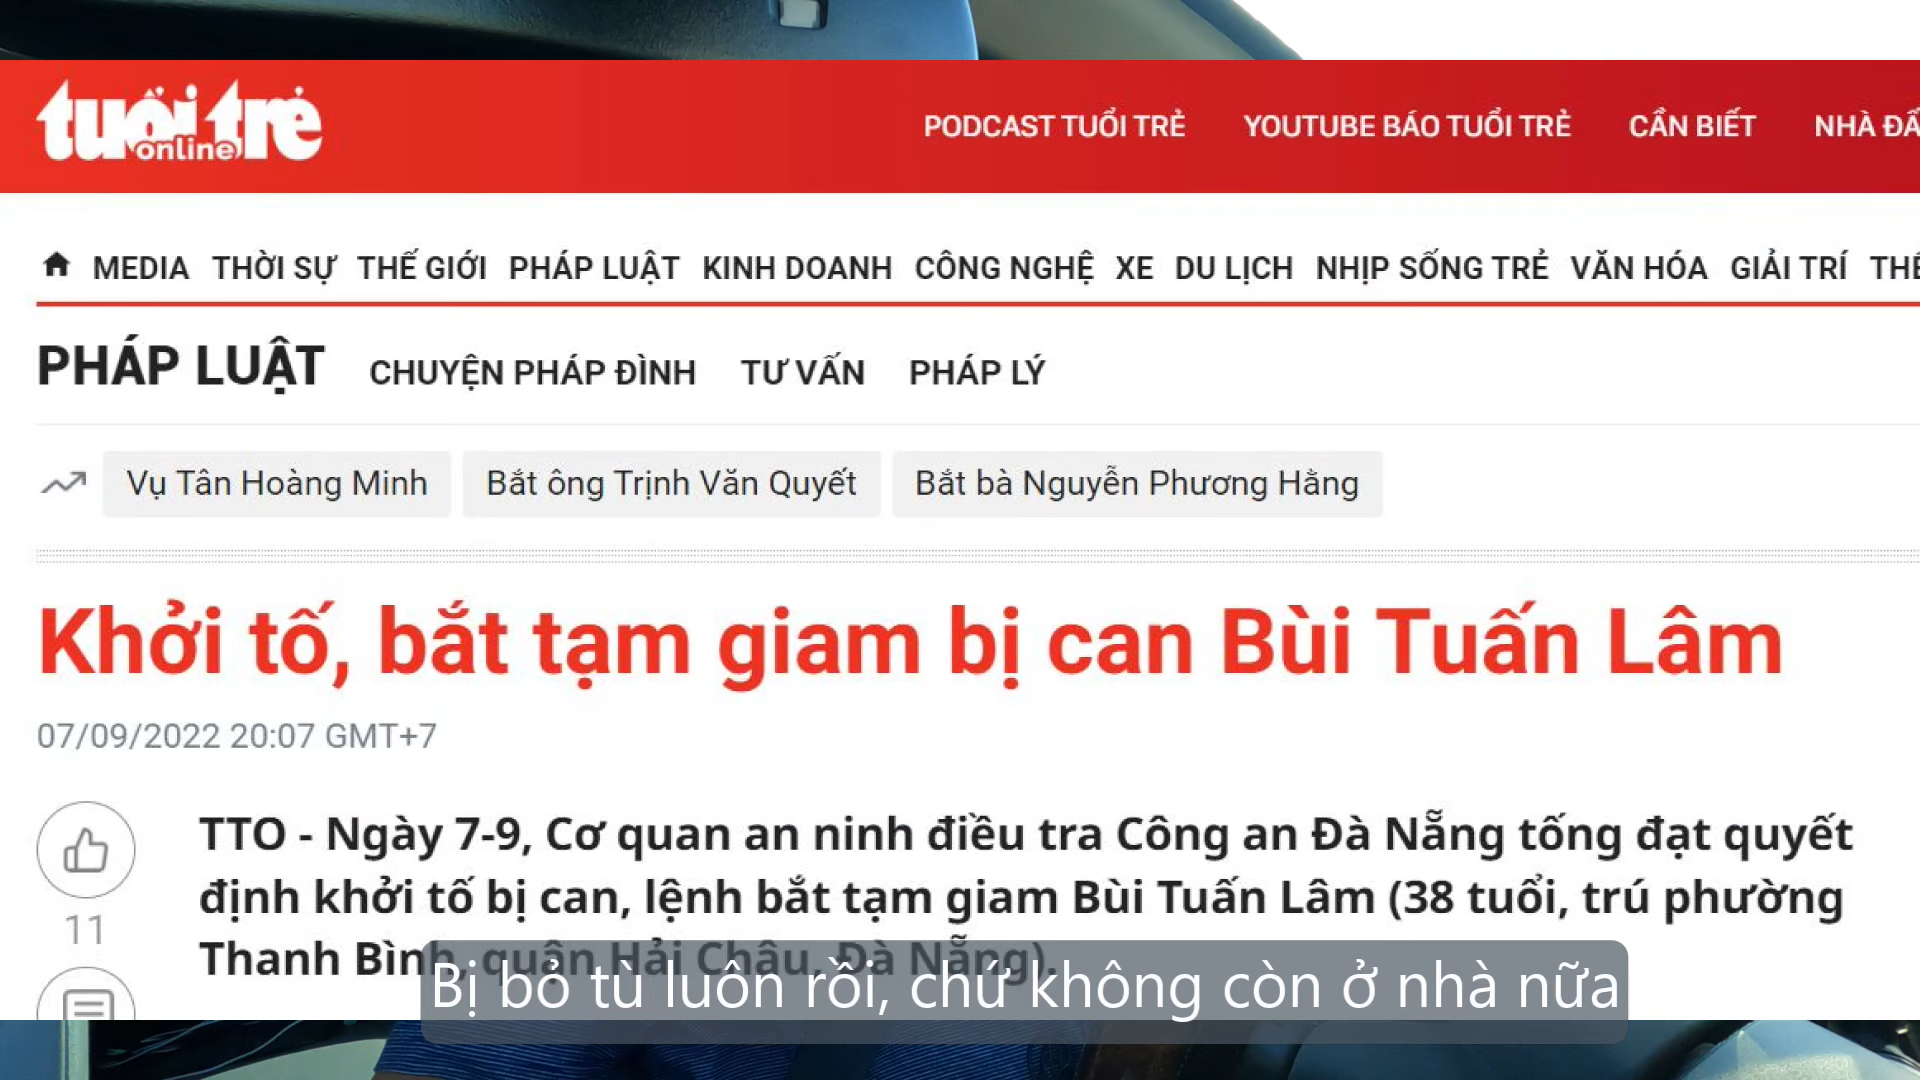 tuổi trẻ
online
PODCAST TUỔI TRẺ YOUTUBE BÁO TUỔI TRẺ CẦN BIẾT NHÀ
MEDIA THỜI SỰ THẾ GIỚI PHÁP LUẬT KINH DOANH CÔNG NGHỆ XE DU LỊCH NHỊP SỐNG TRẺ VĂN HÓA GIẢI TRÍ
PHÁP LUẬT CHUYỆN PHÁP ĐÌNH TƯ VẤN PHÁP LÝ
Vụ Tân Hoàng Minh Bắt ông Trịnh Văn Quyết Bắt bà Nguyễn Phương Hằng
Khởi tố, bắt tạm giam bị can Bùi Tuấn Lâm
07/09/2022 20:07 GMT+7
11
TTO - Ngày 7-9, Cơ quan an ninh điều tra Công an Đà Nẵng tống đạt quyết
định khởi tố bị can, lệnh bắt tạm giam Bùi Tuấn Lâm (38 tuổi, trú phường
Thanh Bình, quận Hải Châu, Đà Nẵng).
Bị bỏ tù luôn rồi, chứ không còn ở nhà nữa